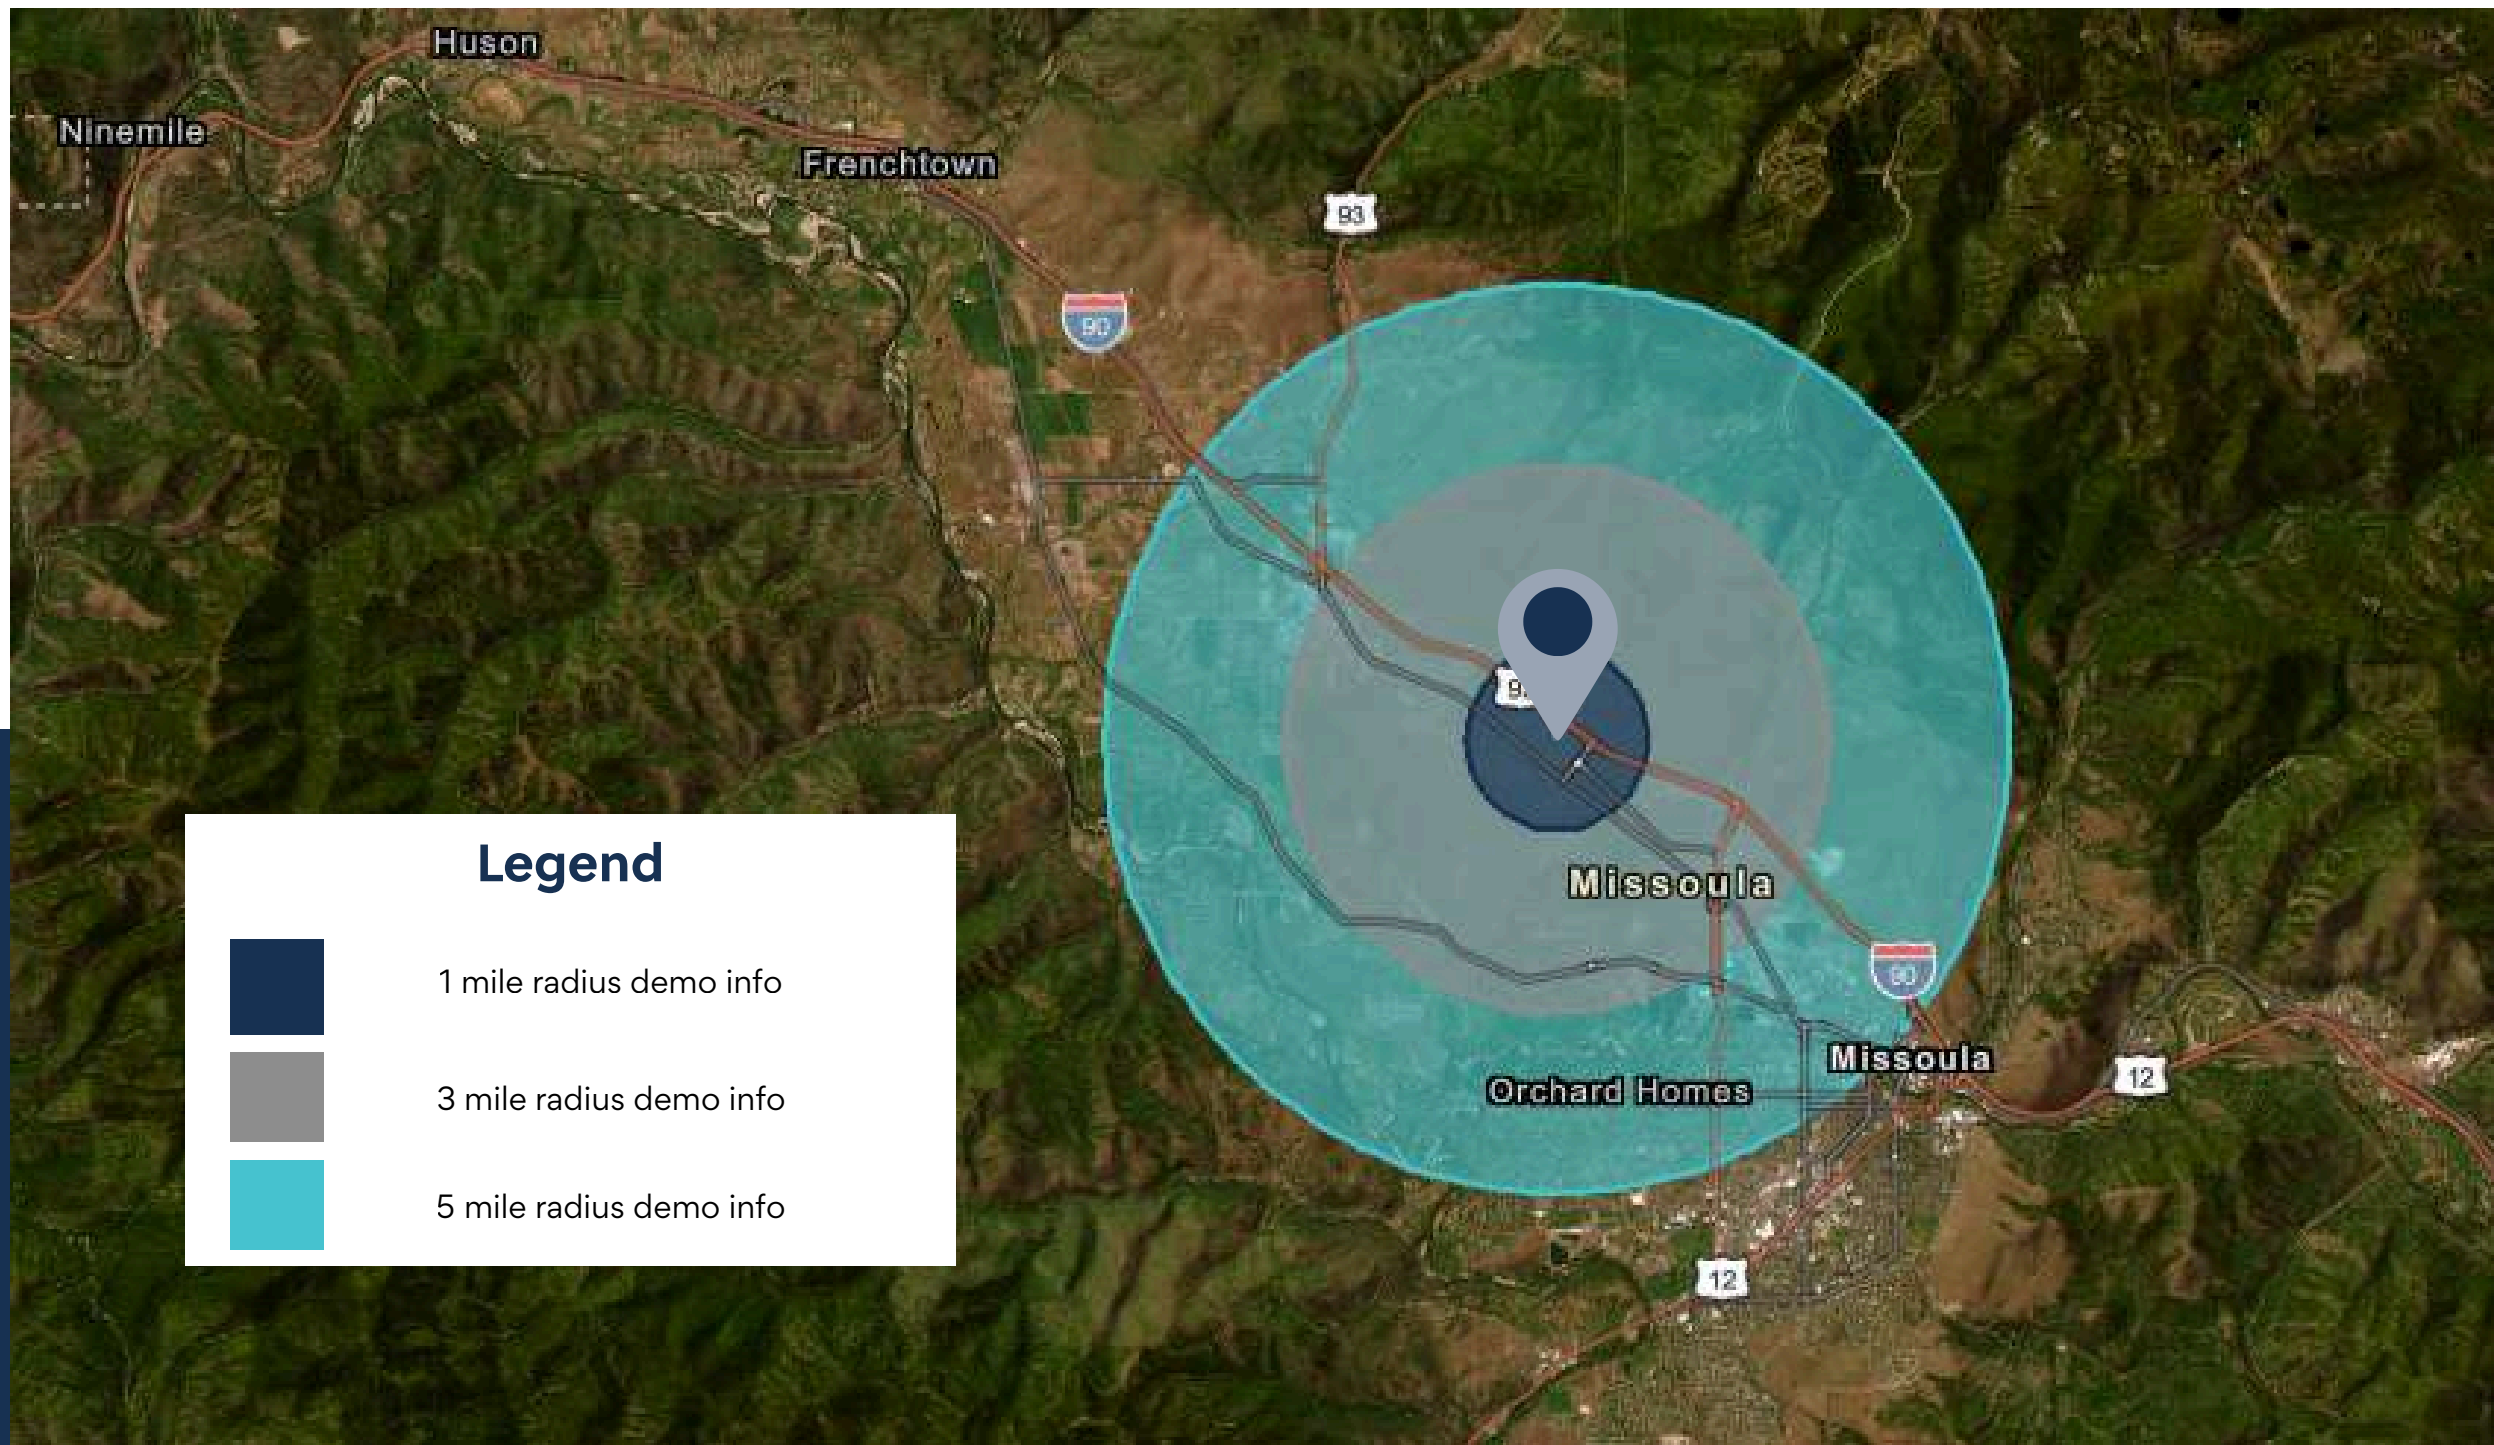 Huson
Ninemile
Frenchtown
93
90
Missoula
90
Missoula
Orchard Homes
12
12
Legend
1 mile radius demo info
3 mile radius demo info
5 mile radius demo info